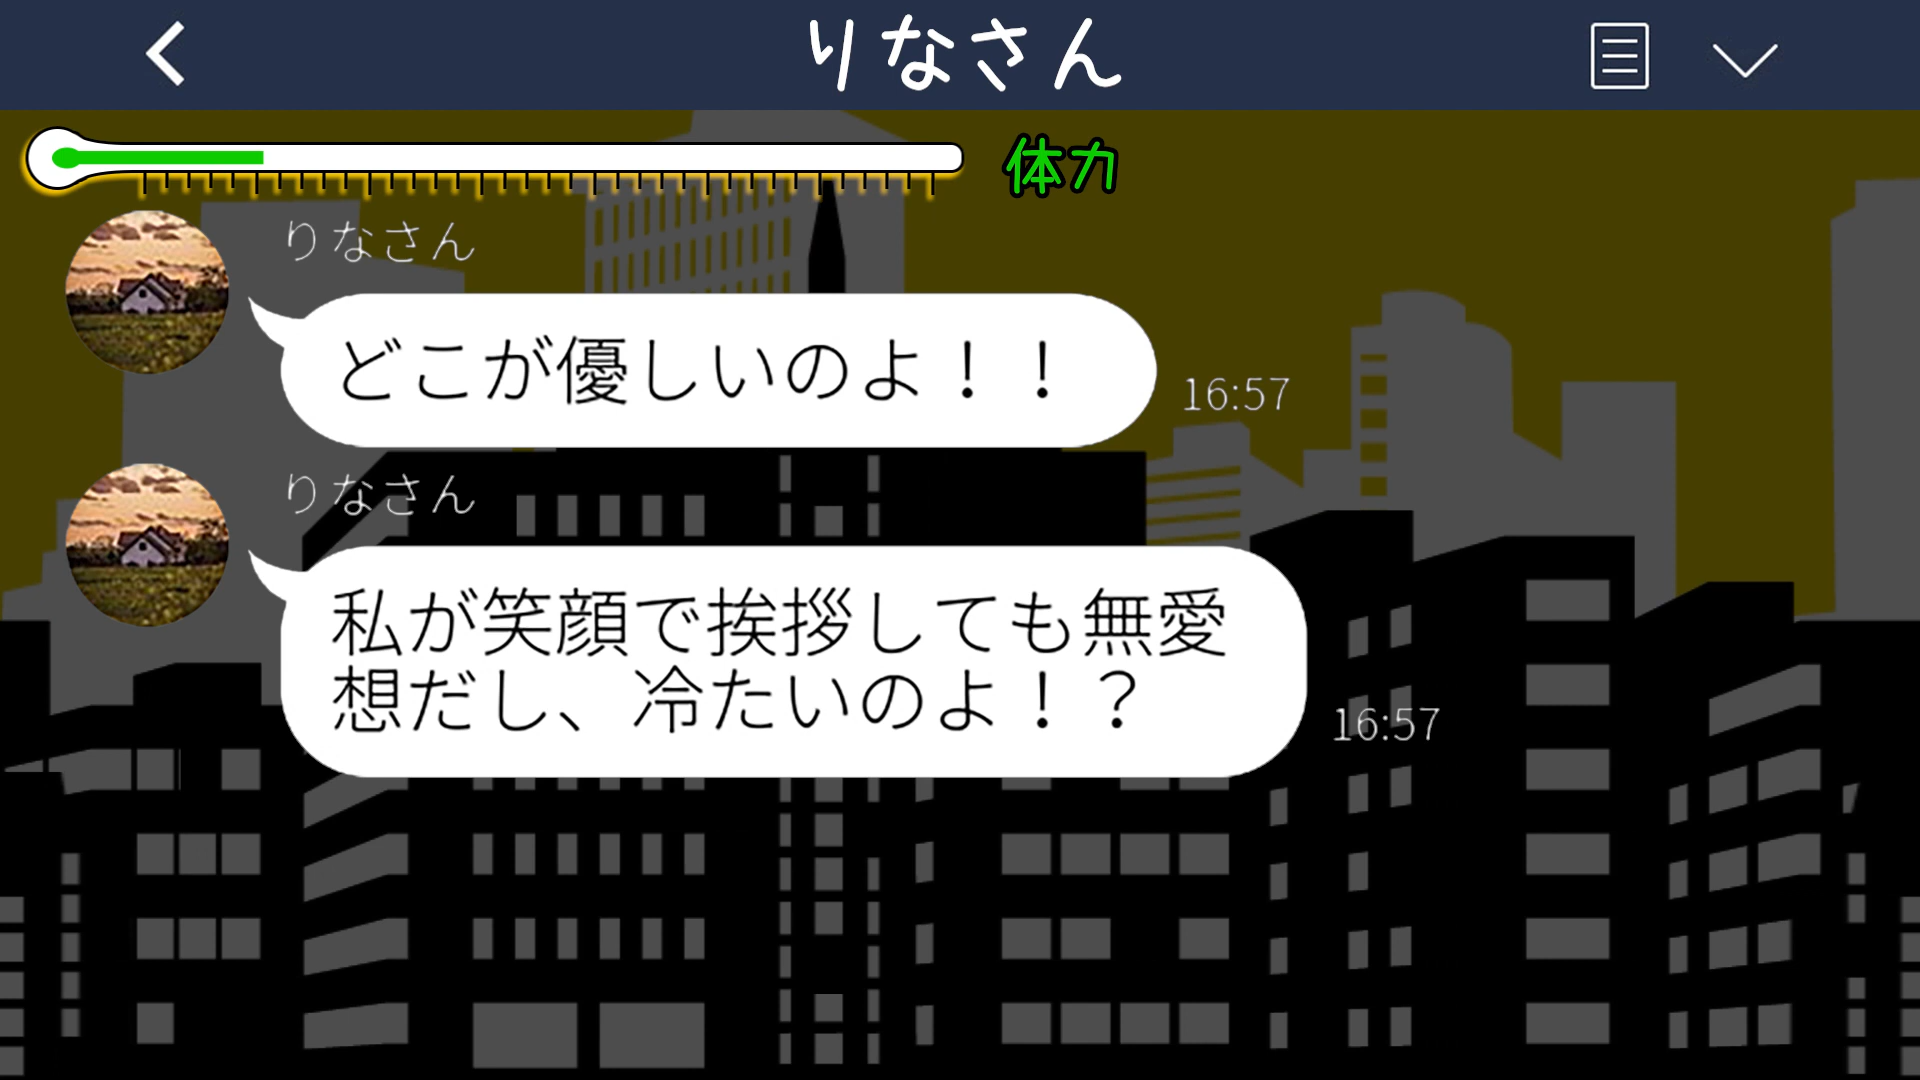 りなさん
体力
りなさん
どこが優しいのよ！！
16:57
りなさん
私が笑顔で挨拶しても無愛
想だし、冷たいのよ！？
16:57